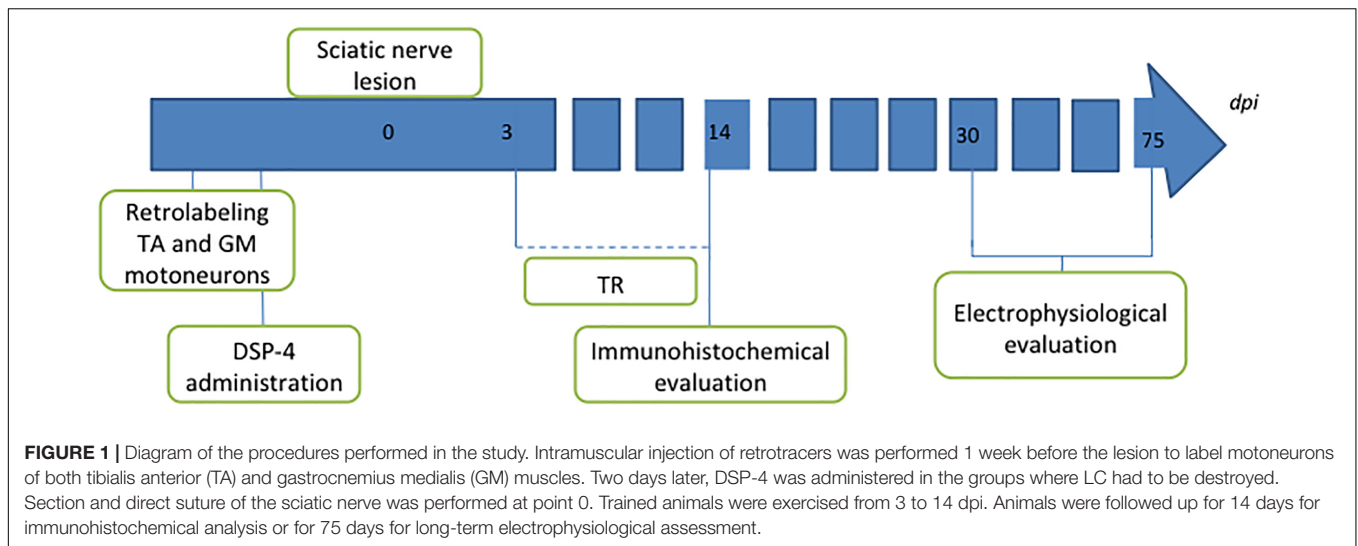 Sciatic nerve
lesion
dpi
0
3
14
30
75
Retrolabeling
TA and GM
motoneurons
TR
DSP-4
administration
Immunohistochemical
evaluation
Electrophysiological
evaluation
FIGURE 1 | Diagram of the procedures performed in the study. Intramuscular injection of retrotracers was performed 1 week before the lesion to label motoneurons
of both tibialis anterior (TA) and gastrocnemius medialis (GM) muscles. Two days later, DSP-4 was administered in the groups where LC had to be destroyed.
Section and direct suture of the sciatic nerve was performed at point 0. Trained animals were exercised from 3 to 14 dpi. Animals were followed up for 14 days for
immunohistochemical analysis or for 75 days for long-term electrophysiological assessment.